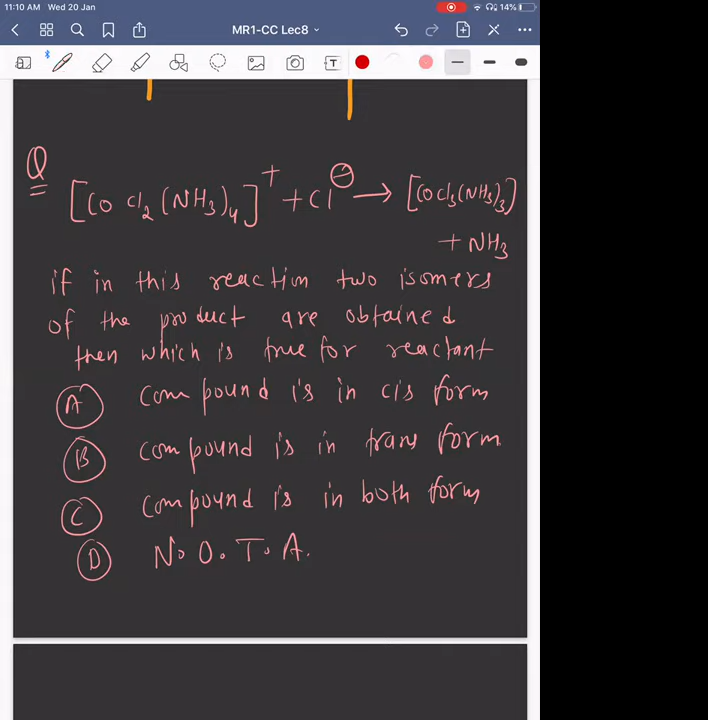 11:10 AM Wed 20 Jan
14%
MR1-CC Lec8
T
Q
[CO Cl2 (NH3)4]+ + Cl⊖ → [COCl3(NH3)3]
+ NH3
if in this reaction two isomers
of the product are obtained
then which is true for reactant
A compound is in cis form
B compound is in trans form
C compound is in both form
D N.O.T.A.